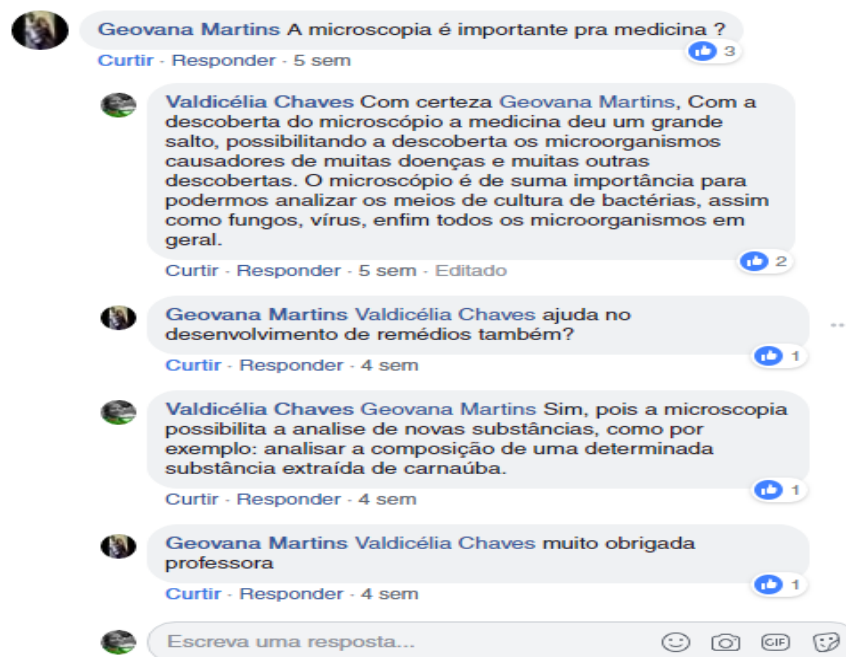 Geovana Martins A microscopia é importante pra medicina ?
3
Curtir · Responder · 5 sem
Valdicélia Chaves Com certeza Geovana Martins, Com a
descoberta do microscópio a medicina deu um grande
salto, possibilitando a descoberta os microorganismos
causadores de muitas doenças e muitas outras
descobertas. O microscópio é de suma importância para
podermos analizar os meios de cultura de bactérias, assim
como fungos, vírus, enfim todos os microorganismos em
geral.
2
Curtir · Responder · 5 sem · Editado
Geovana Martins Valdicélia Chaves ajuda no
desenvolvimento de remédios também?
1
Curtir · Responder · 4 sem
Valdicélia Chaves Geovana Martins Sim, pois a microscopia
possibilita a analise de novas substâncias, como por
exemplo: analisar a composição de uma determinada
substância extraída de carnaúba.
1
Curtir · Responder · 4 sem
Geovana Martins Valdicélia Chaves muito obrigada
professora
1
Curtir · Responder · 4 sem
Escreva uma resposta... GIF